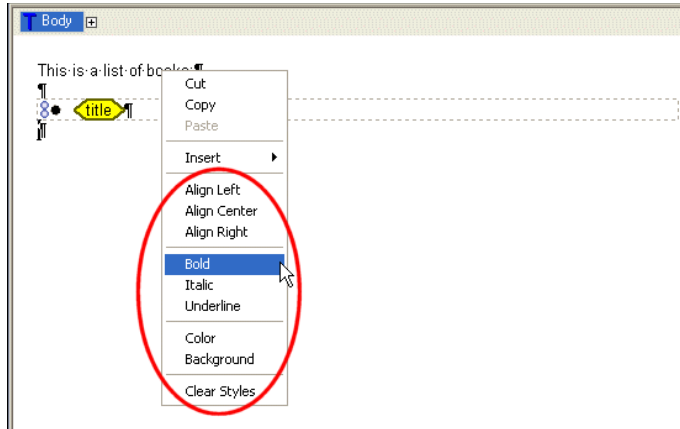 T Body
This·is·a·list·of·books:¶
¶
title ¶
¶
Cut
Copy
Paste
Insert
Align Left
Align Center
Align Right
Bold
Italic
Underline
Color
Background
Clear Styles